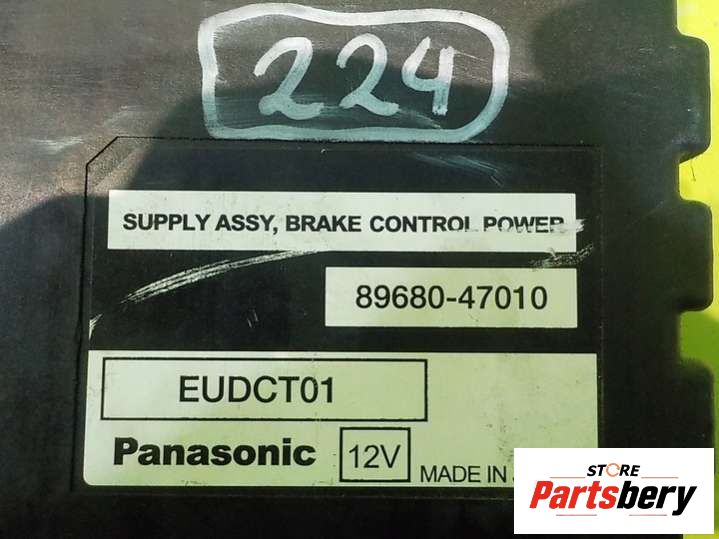 224
SUPPLY ASSY, BRAKE CONTROL POWER
89680-47010
EUDCT01
Panasonic 12V MADE IN
STORE
Partsbery